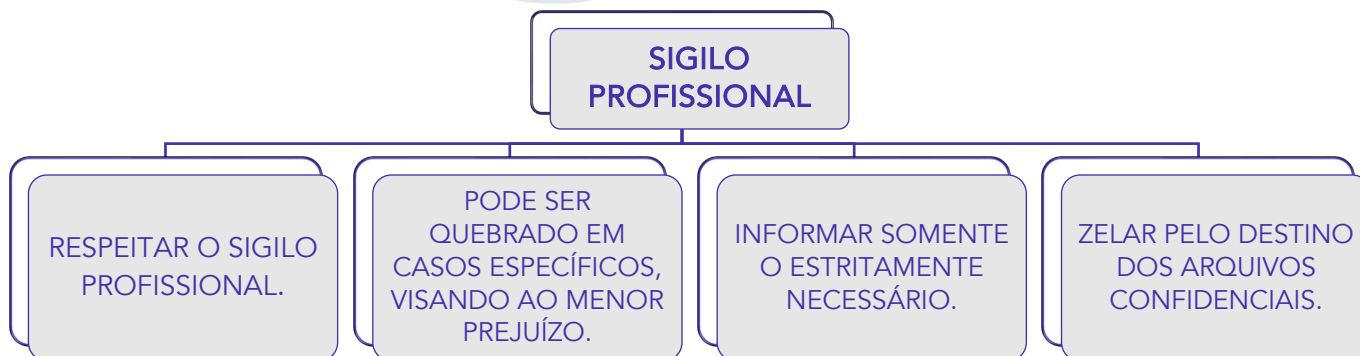 SIGILO
PROFISSIONAL
RESPEITAR O SIGILO
PROFISSIONAL.
PODE SER
QUEBRADO EM
CASOS ESPECÍFICOS,
VISANDO AO MENOR
PREJUÍZO.
INFORMAR SOMENTE
O ESTRITAMENTE
NECESSÁRIO.
ZELAR PELO DESTINO
DOS ARQUIVOS
CONFIDENCIAIS.